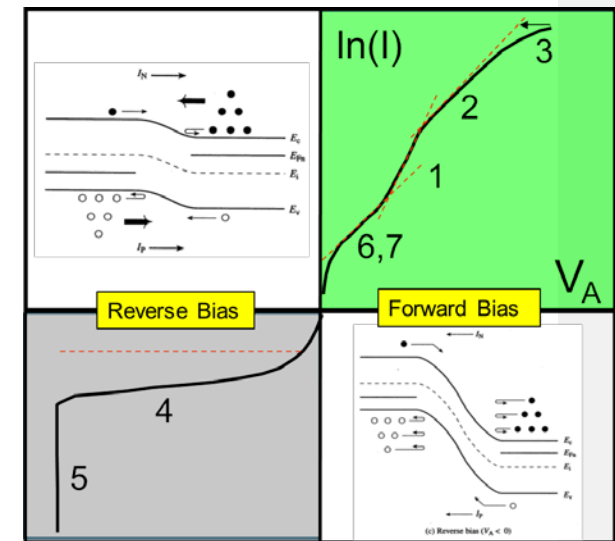 ln(I)
3
2
1
6,7
V_A
I_N
E_c
E_Fn
E_i
E_v
I_P
Reverse Bias
Forward Bias
4
5
I_N
E_c
E_Fn
E_i
E_v
I_P
(c) Reverse bias (V_A < 0)